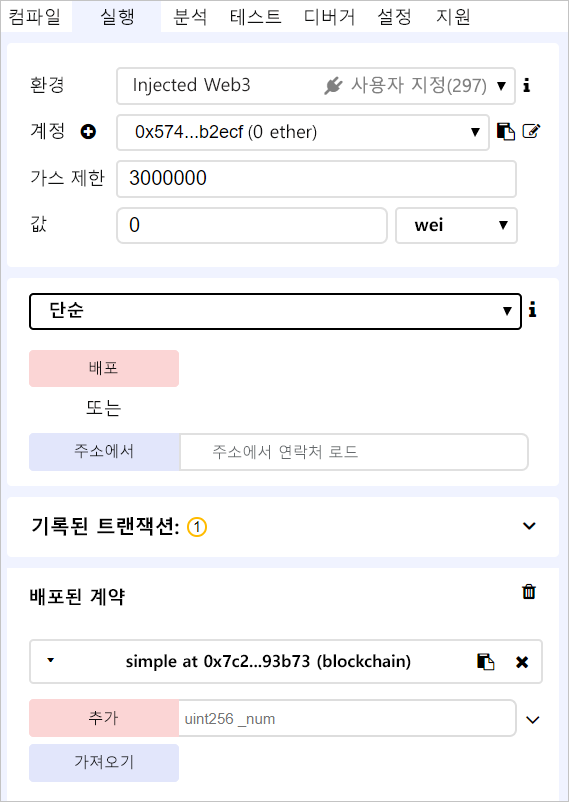 컴파일 실행 분석 테스트 디버거 설정 지원
환경 Injected Web3 사용자 지정(297)
계정 0x574...b2ecf (0 ether)
가스 제한 3000000
값 0 wei
단순
배포
또는
주소에서 주소에서 연락처 로드
기록된 트랜잭션: 1
배포된 계약
simple at 0x7c2...93b73 (blockchain)
추가 uint256 _num
가져오기